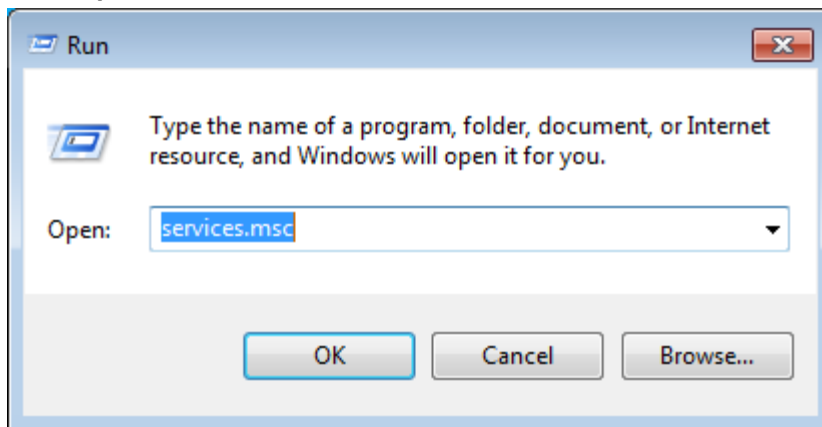 Run
Type the name of a program, folder, document, or Internet
resource, and Windows will open it for you.
Open: services.msc
OK Cancel Browse...